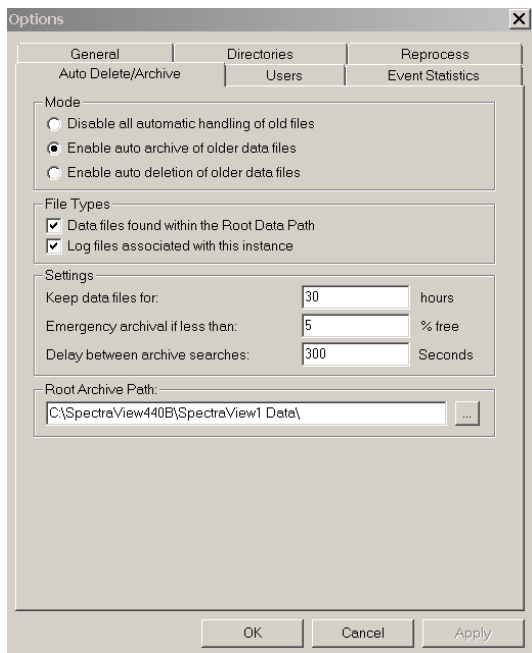 Options
General Directories Reprocess
Auto Delete/Archive Users Event Statistics
Mode
Disable all automatic handling of old files
Enable auto archive of older data files
Enable auto deletion of older data files
File Types
Data files found within the Root Data Path
Log files associated with this instance
Settings
Keep data files for: 30 hours
Emergency archival if less than: 5 % free
Delay between archive searches: 300 Seconds
Root Archive Path:
C:\SpectraView440B\SpectraView1 Data\ ...
OK Cancel Apply